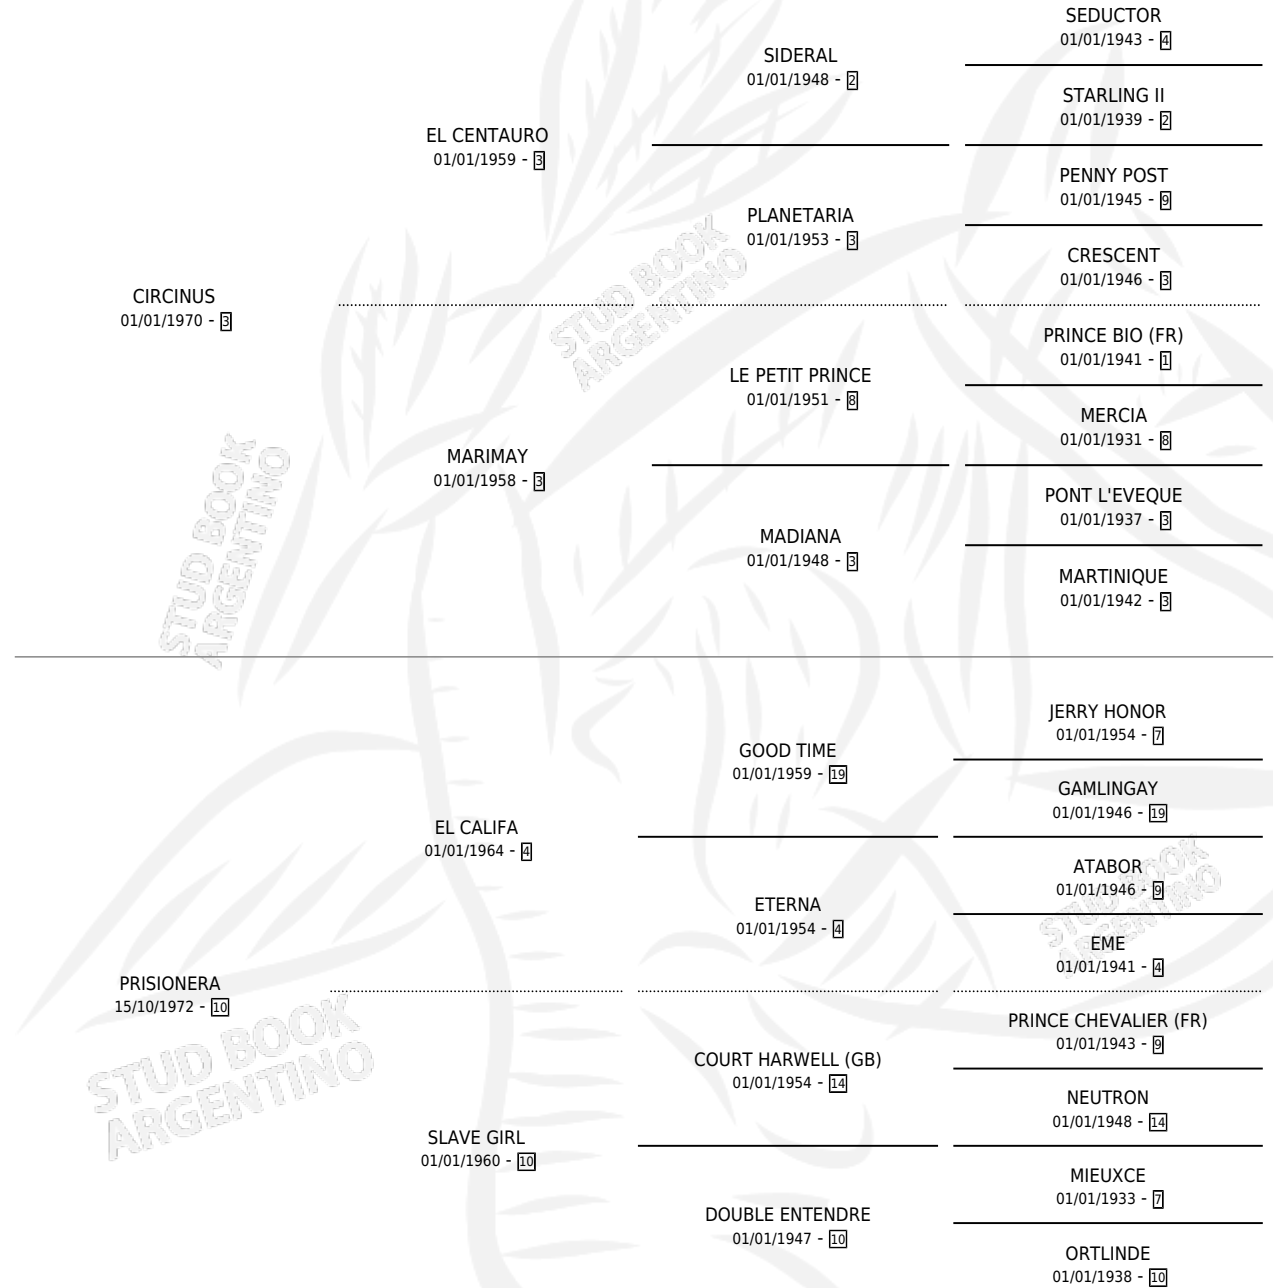 SEDUCTOR
01/01/1943 - 4
SIDERAL
01/01/1948 - 2
STARLING II
01/01/1939 - 2
EL CENTAURO
01/01/1959 - 3
PENNY POST
01/01/1945 - 9
PLANETARIA
01/01/1953 - 3
CRESCENT
01/01/1946 - 3
CIRCINUS
01/01/1970 - 3
STUD BOOK
ARGENTINO
PRINCE BIO (FR)
01/01/1941 - 1
LE PETIT PRINCE
01/01/1951 - 8
MERCIA
01/01/1931 - 8
MARIMAY
01/01/1958 - 3
PONT L'EVEQUE
01/01/1937 - 3
MADIANA
01/01/1948 - 3
MARTINIQUE
01/01/1942 - 3
STUD BOOK
ARGENTINO
JERRY HONOR
01/01/1954 - 7
GOOD TIME
01/01/1959 - 19
GAMLINGAY
01/01/1946 - 19
EL CALIFA
01/01/1964 - 4
ATABOR
01/01/1946 - 9
ETERNA
01/01/1954 - 4
STUD BOOK
ARGENTINO
EME
01/01/1941 - 4
PRISIONERA
15/10/1972 - 10
PRINCE CHEVALIER (FR)
01/01/1943 - 9
COURT HARWELL (GB)
01/01/1954 - 14
STUD BOOK
ARGENTINO
NEUTRON
01/01/1948 - 14
SLAVE GIRL
01/01/1960 - 10
MIEUXCE
01/01/1933 - 7
DOUBLE ENTENDRE
01/01/1947 - 10
ORTLINDE
01/01/1938 - 10